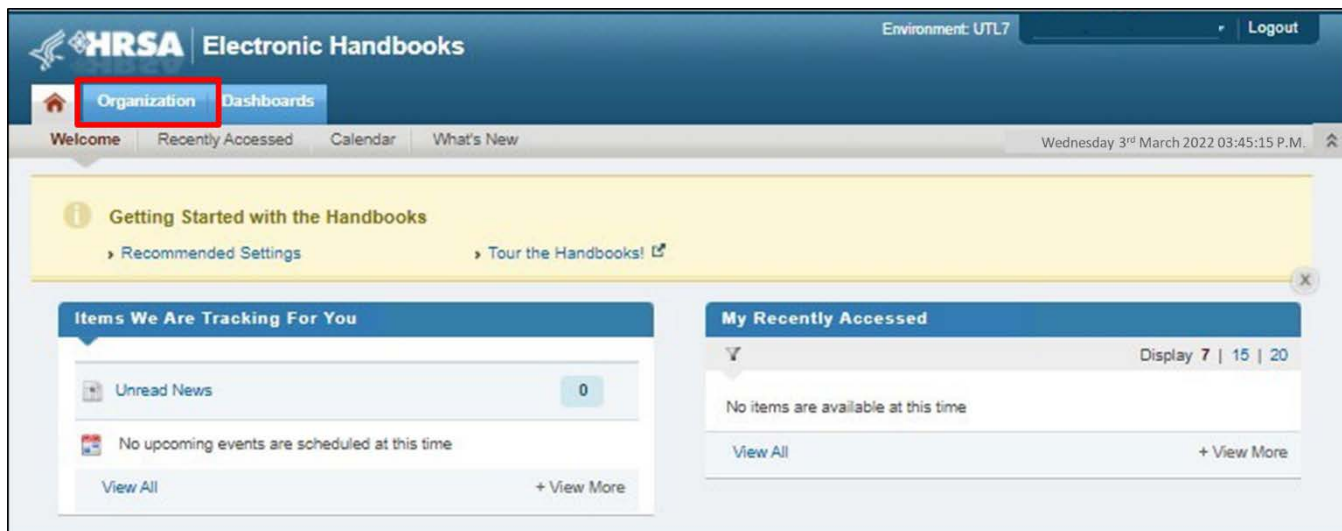 HRSA Electronic Handbooks
Environment: UTL7
Logout
Organization Dashboards
Welcome Recently Accessed Calendar What's New
Wednesday 3rd March 2022 03:45:15 P.M.
Getting Started with the Handbooks
Recommended Settings Tour the Handbooks!
Items We Are Tracking For You
Unread News 0
No upcoming events are scheduled at this time
View All + View More
My Recently Accessed
Display 7 | 15 | 20
No items are available at this time
View All + View More